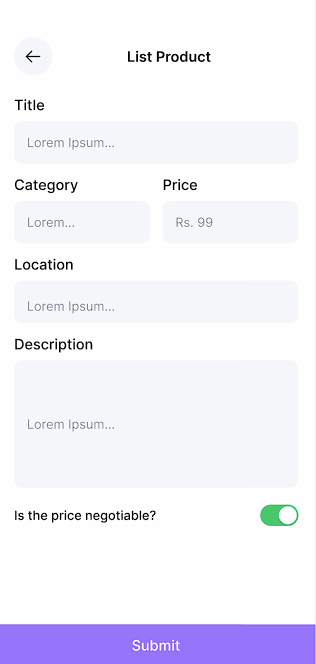 List Product
Title
Lorem Ipsum...
Category Price
Lorem... Rs. 99
Location
Lorem Ipsum...
Description
Lorem Ipsum...
Is the price negotiable?
Submit